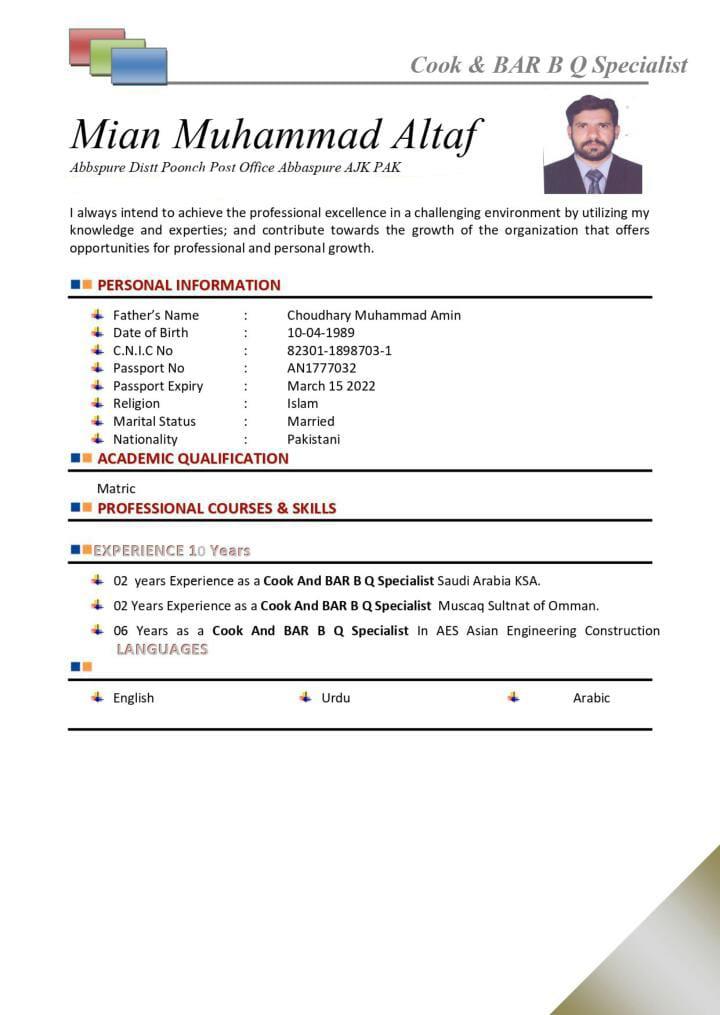 Cook & BAR B Q Specialist
Mian Muhammad Altaf
Abbspure Distt Poonch Post Office Abbaspure AJK PAK
I always intend to achieve the professional excellence in a challenging environment by utilizing my
knowledge and experties; and contribute towards the growth of the organization that offers
opportunities for professional and personal growth.
PERSONAL INFORMATION
Father's Name : Choudhary Muhammad Amin
Date of Birth : 10-04-1989
C.N.I.C No : 82301-1898703-1
Passport No : AN1777032
Passport Expiry : March 15 2022
Religion : Islam
Marital Status : Married
Nationality : Pakistani
ACADEMIC QUALIFICATION
Matric
PROFESSIONAL COURSES & SKILLS
EXPERIENCE 10 Years
02 years Experience as a Cook And BAR B Q Specialist Saudi Arabia KSA.
02 Years Experience as a Cook And BAR B Q Specialist Muscaq Sultnat of Omman.
06 Years as a Cook And BAR B Q Specialist In AES Asian Engineering Construction
LANGUAGES
English Urdu Arabic